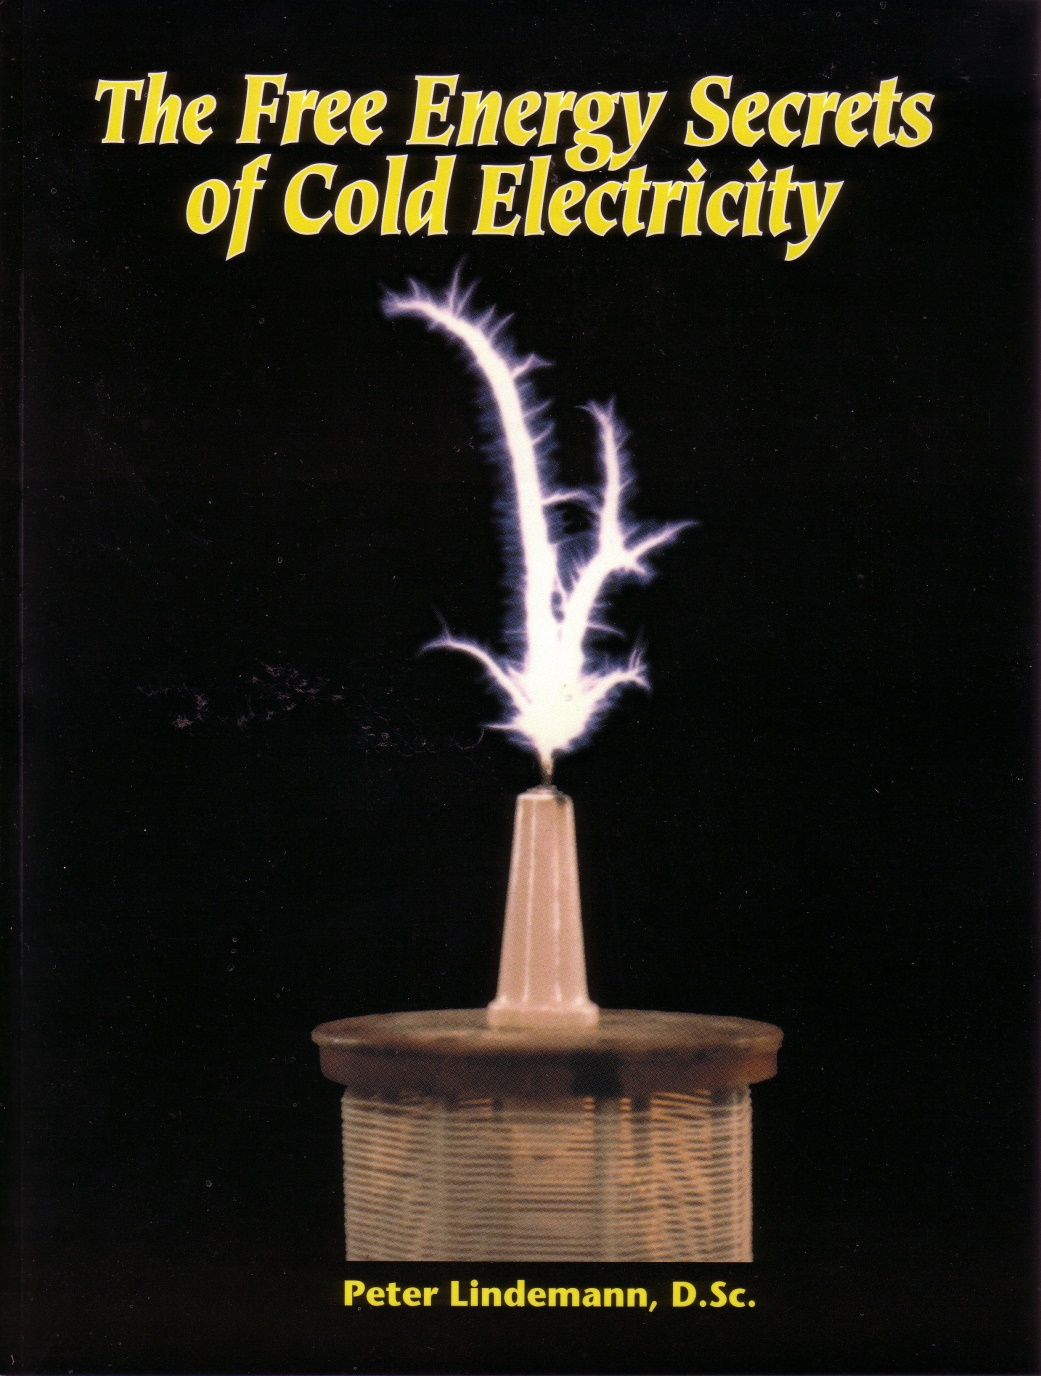 The Free Energy Secrets
of Cold Electricity
Peter Lindemann, D.Sc.